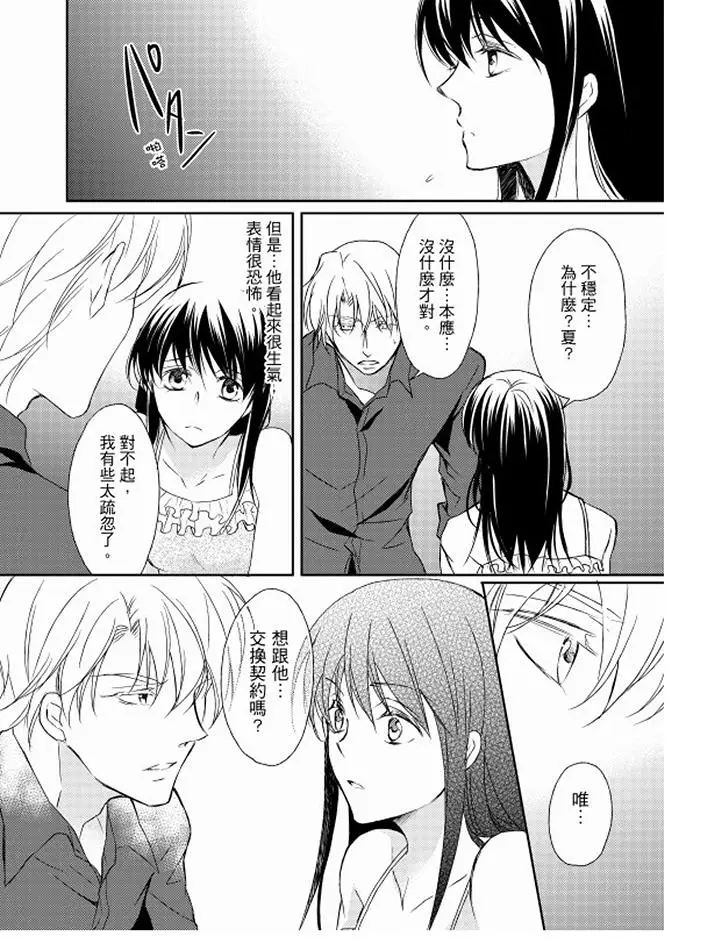 パタン
啪嗒
不穩定…
為什麼？夏？
沒什麼…本應…
沒什麼才對。
但是…他看起來很生氣，
表情很恐怖。
對不起，
我有些太疏忽了。
唯…
想跟他…
交換契約嗎？